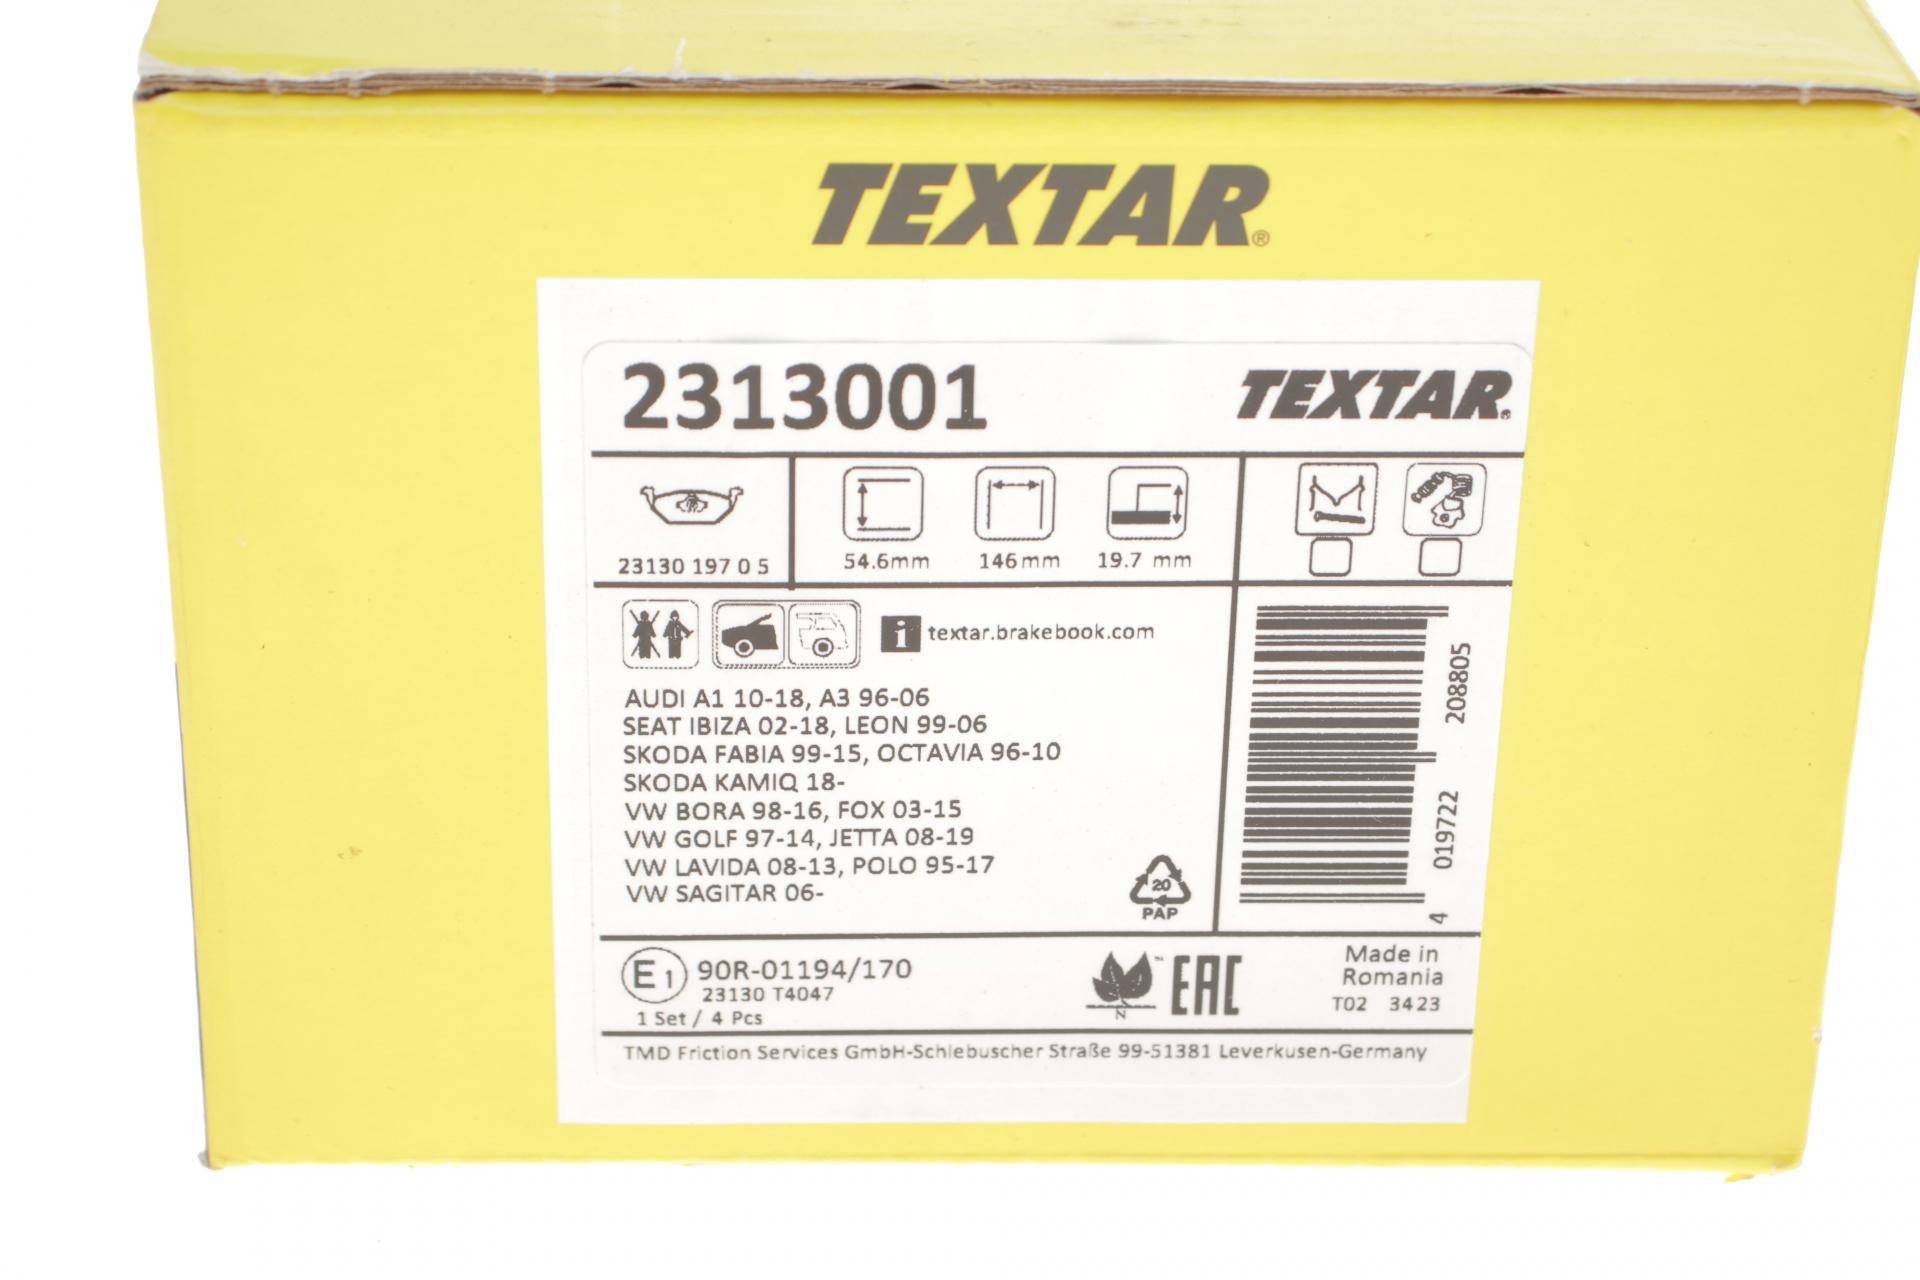 TEXTAR®
2313001 TEXTAR®
23130 197 0 5 54.6mm 146mm 19.7 mm
i textar.brakebook.com
AUDI A1 10-18, A3 96-06
SEAT IBIZA 02-18, LEON 99-06
SKODA FABIA 99-15, OCTAVIA 96-10
SKODA KAMIQ 18-
VW BORA 98-16, FOX 03-15
VW GOLF 97-14, JETTA 08-19
VW LAVIDA 08-13, POLO 95-17
VW SAGITAR 06-
20
PAP
4 019722 208805
E1 90R-01194/170
23130 T4047
1 Set / 4 Pcs
™
N
EAC
Made in
Romania
T02 3423
TMD Friction Services GmbH-Schlebuscher Straße 99-51381 Leverkusen-Germany